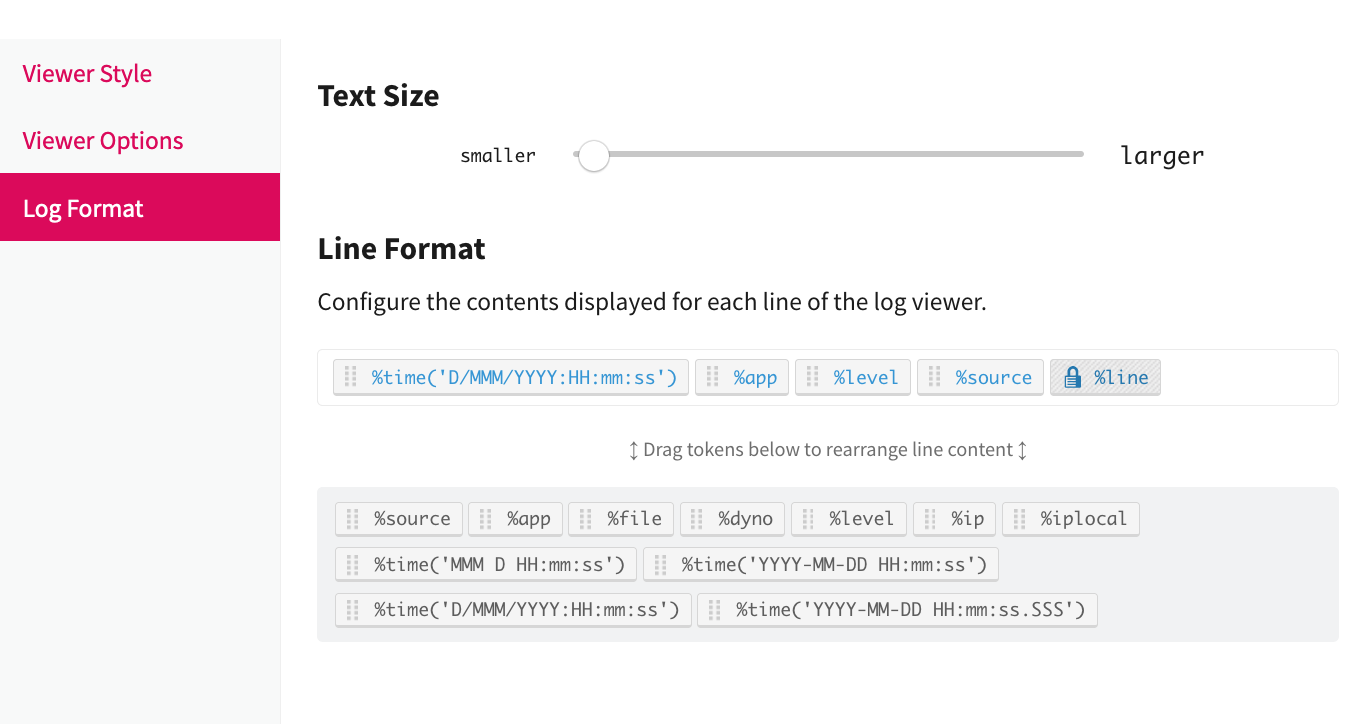 Viewer Style
Viewer Options
Log Format
Text Size
smaller
larger
Line Format
Configure the contents displayed for each line of the log viewer.
%time('D/MMM/YYYY:HH:mm:ss') %app %level %source %line
↕ Drag tokens below to rearrange line content ↕
%source %app %file %dyno %level %ip %iplocal
%time('MMM D HH:mm:ss') %time('YYYY-MM-DD HH:mm:ss')
%time('D/MMM/YYYY:HH:mm:ss') %time('YYYY-MM-DD HH:mm:ss.SSS')